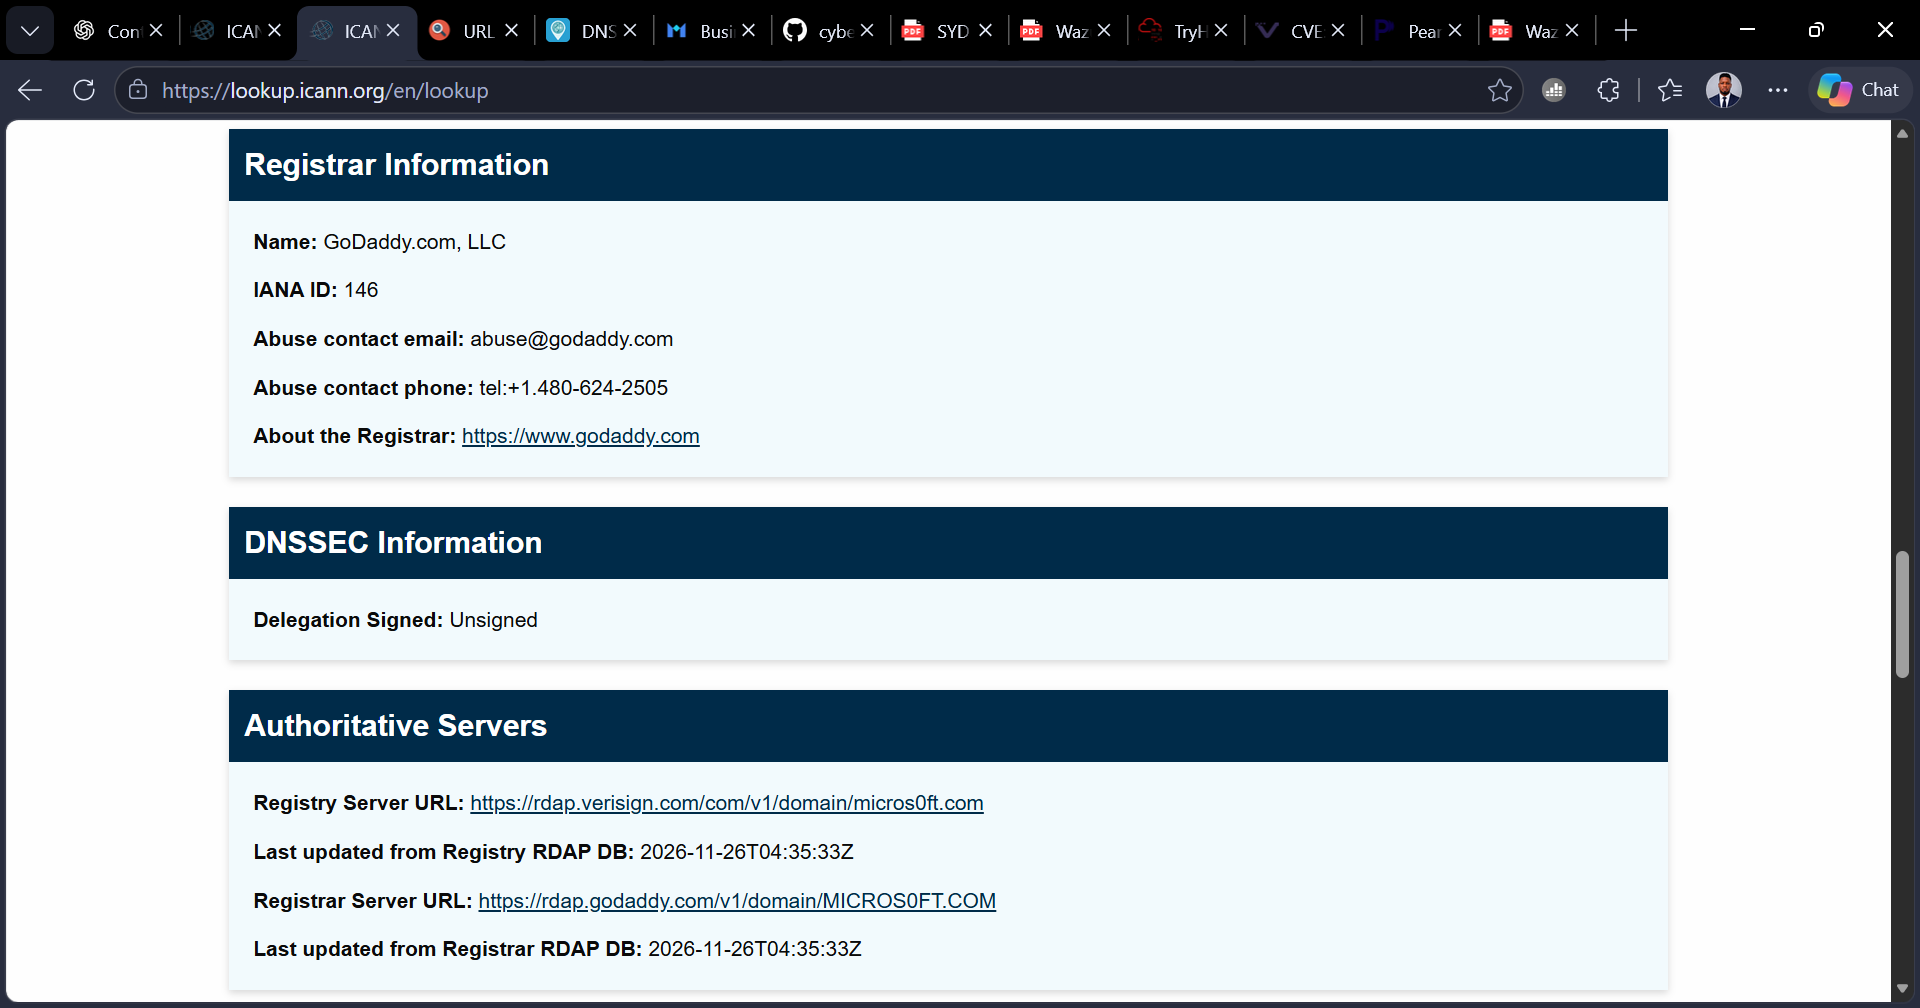 Con
ICAN
ICAN
URL
DNS
Busi
cybe
SYD
Waz
TryH
CVE
Pear
Waz
https://lookup.icann.org/en/lookup
Chat
Registrar Information
Name: GoDaddy.com, LLC
IANA ID: 146
Abuse contact email: abuse@godaddy.com
Abuse contact phone: tel:+1.480-624-2505
About the Registrar: https://www.godaddy.com
DNSSEC Information
Delegation Signed: Unsigned
Authoritative Servers
Registry Server URL: https://rdap.verisign.com/com/v1/domain/micros0ft.com
Last updated from Registry RDAP DB: 2026-11-26T04:35:33Z
Registrar Server URL: https://rdap.godaddy.com/v1/domain/MICROS0FT.COM
Last updated from Registrar RDAP DB: 2026-11-26T04:35:33Z